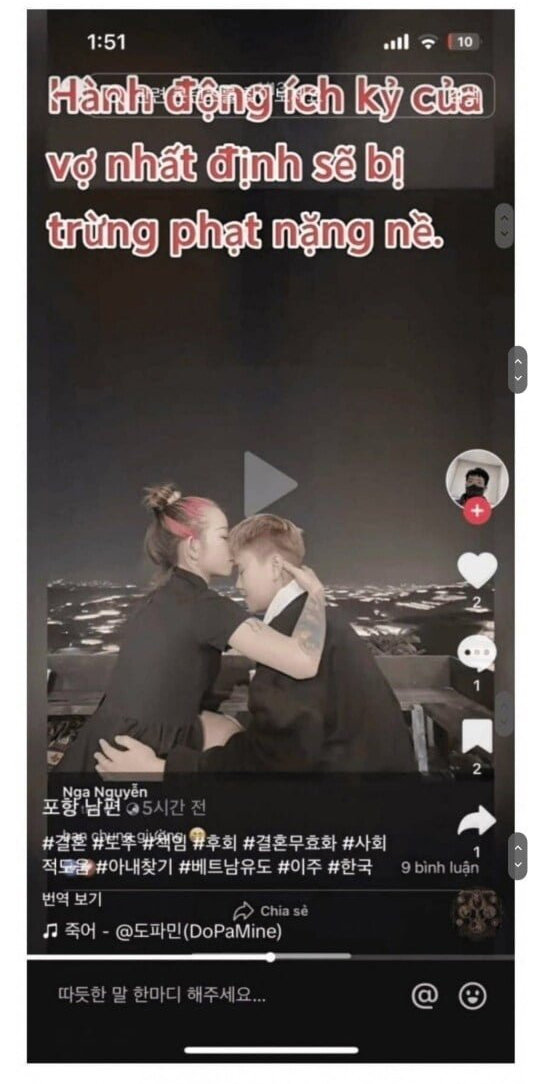 1:51
10
Hành động ích kỷ của
vợ nhất định sẽ bị
trừng phạt nặng nề.
2
1
Nga Nguyễn
2
포항 남편 5시간 전
bạn chung giường
1
#결혼 #도주 #책임 #후회 #결혼무효화 #사회
적도움 #아내찾기 #베트남유도 #이주 #한국
9 bình luận
번역 보기
Chia sẻ
죽어 - @도파민(DoPaMine)
따듯한 말 한마디 해주세요...
@